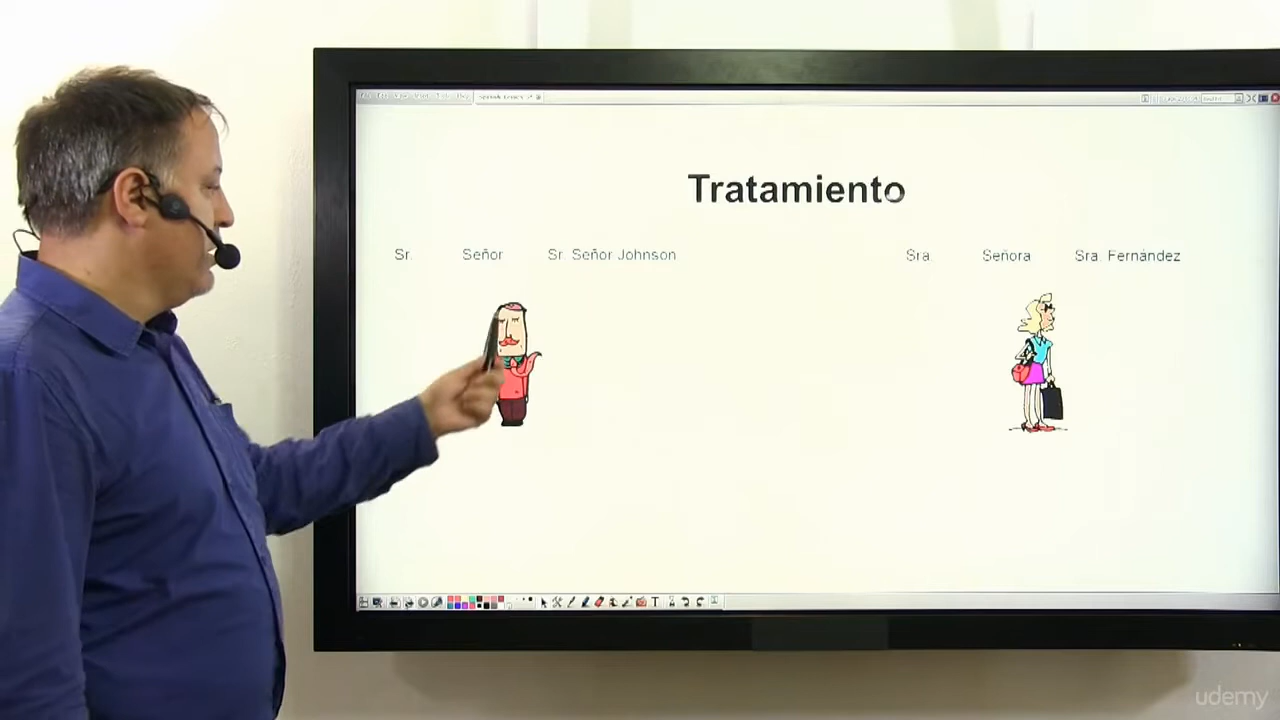 Tratamiento
Sr. Señor Sr. Señor Johnson Sra. Señora Sra. Fernández
udemy